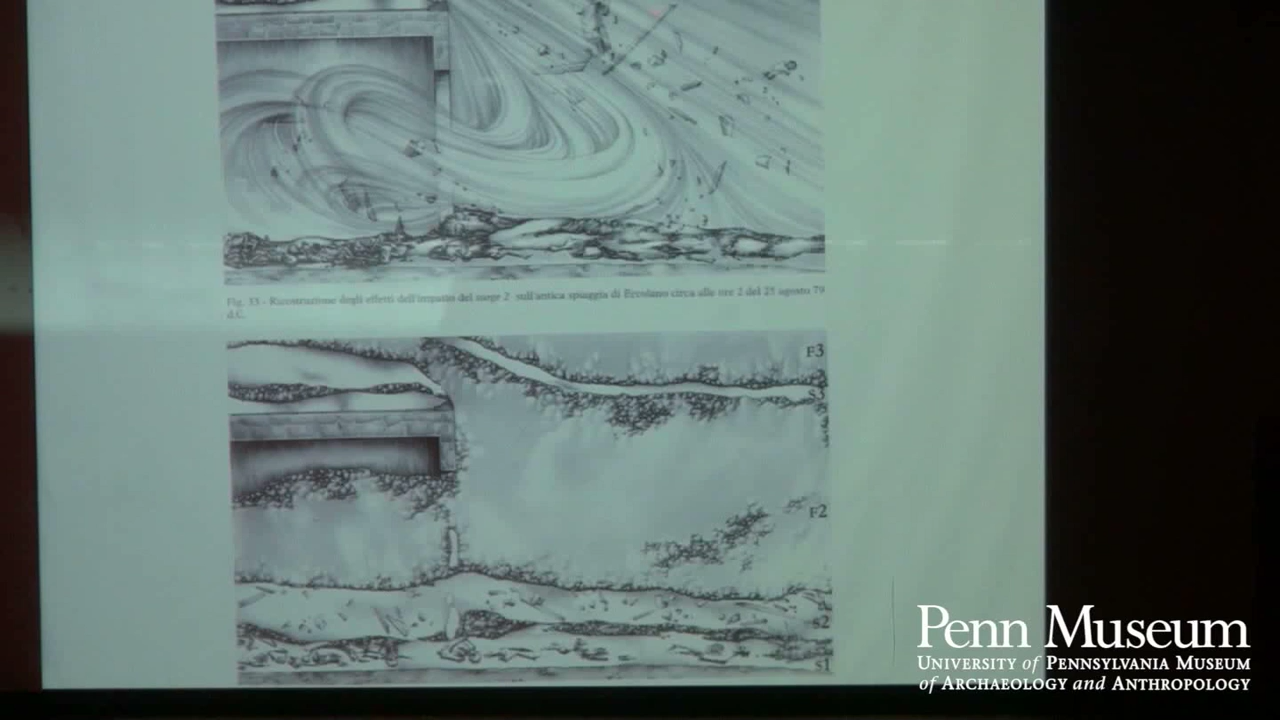 Fig. 33 - Ricostruzione degli effetti dell'impatto del surge 2 sull'antica spiaggia di Ercolano circa alle ore 2 del 25 agosto 79
d.C.
F3
S3
F2
S2
S1
Penn Museum
UNIVERSITY of PENNSYLVANIA MUSEUM
of ARCHAEOLOGY and ANTHROPOLOGY